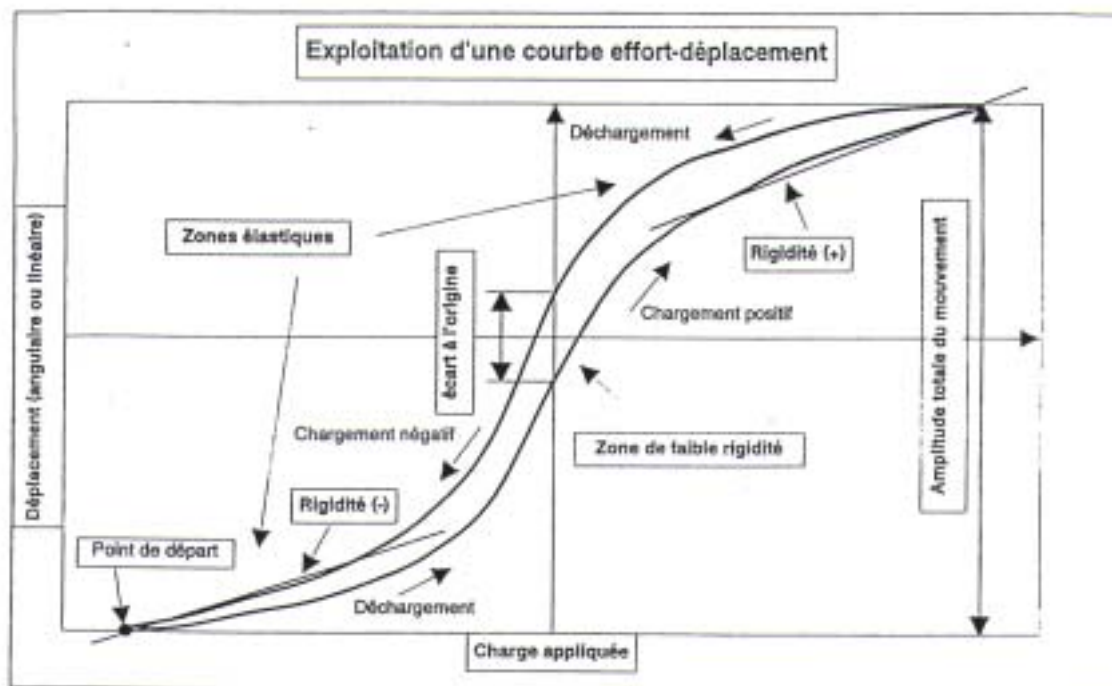 Exploitation d'une courbe effort-déplacement
Déchargement
Zones élastiques
Rigidité (+)
Déplacement (angulaire ou linéaire)
écart à l'origine
Chargement positif
Amplitude totale du mouvement
Chargement négatif
Zone de faible rigidité
Rigidité (-)
Point de départ
Déchargement
Charge appliquée